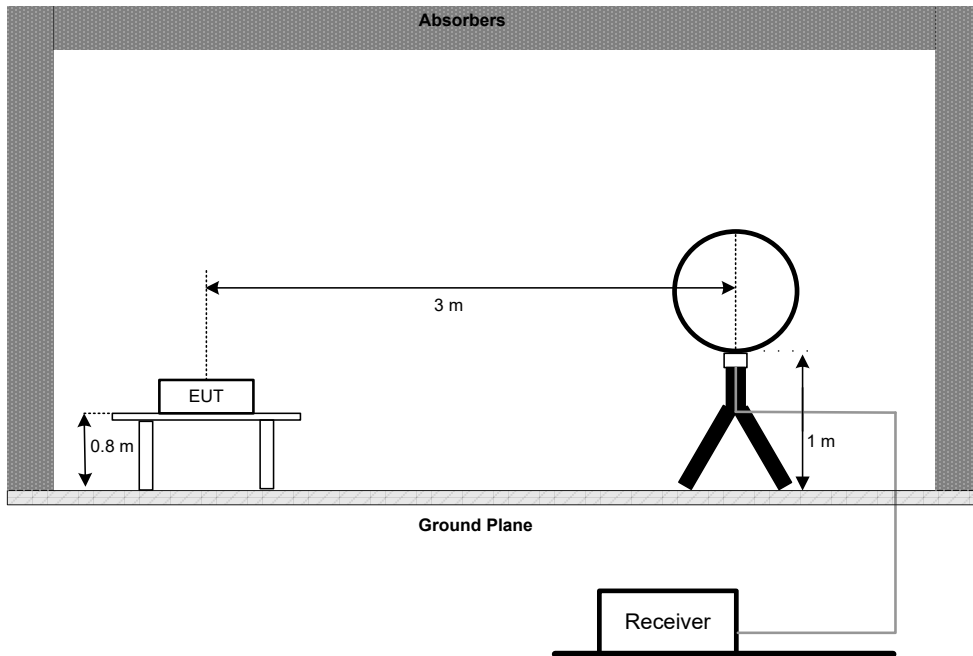 Absorbers
3 m
EUT
0.8 m
1 m
Ground Plane
Receiver